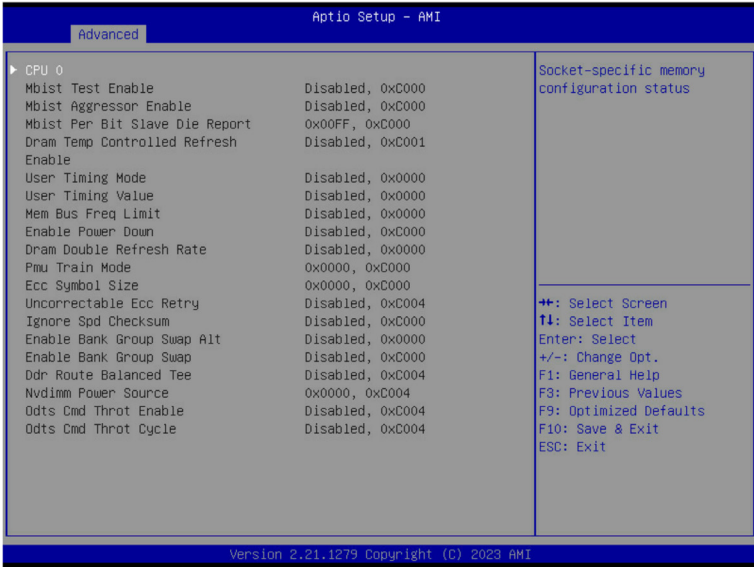 Aptio Setup – AMI
Advanced
▶ CPU 0
Mbist Test Enable Disabled, 0xC000
Mbist Aggressor Enable Disabled, 0xC000
Mbist Per Bit Slave Die Report 0x00FF, 0xC000
Dram Temp Controlled Refresh Disabled, 0xC001
Enable
User Timing Mode Disabled, 0x0000
User Timing Value Disabled, 0x0000
Mem Bus Freq Limit Disabled, 0x0000
Enable Power Down Disabled, 0xC000
Dram Double Refresh Rate Disabled, 0x0000
Pmu Train Mode 0x0000, 0xC000
Ecc Symbol Size 0x0000, 0xC000
Uncorrectable Ecc Retry Disabled, 0xC004
Ignore Spd Checksum Disabled, 0xC000
Enable Bank Group Swap Alt Disabled, 0x0000
Enable Bank Group Swap Disabled, 0xC000
Ddr Route Balanced Tee Disabled, 0xC004
Nvdimm Power Source 0x0000, 0xC004
Odts Cmd Throt Enable Disabled, 0xC004
Odts Cmd Throt Cycle Disabled, 0xC004
Socket-specific memory
configuration status
→←: Select Screen
↑↓: Select Item
Enter: Select
+/-: Change Opt.
F1: General Help
F3: Previous Values
F9: Optimized Defaults
F10: Save & Exit
ESC: Exit
Version 2.21.1279 Copyright (C) 2023 AMI